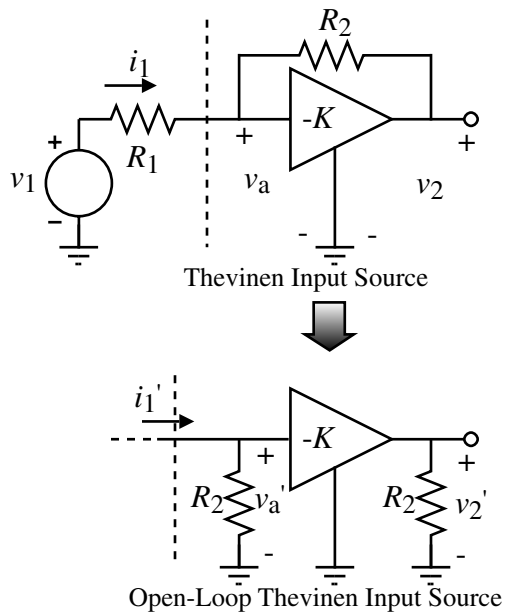 R2
i1
+
-K
+
R1
+
v1
va
v2
-
-
-
Thevinen Input Source
i1'
-K
+
+
R2
va'
R2
v2'
-
-
Open-Loop Thevinen Input Source